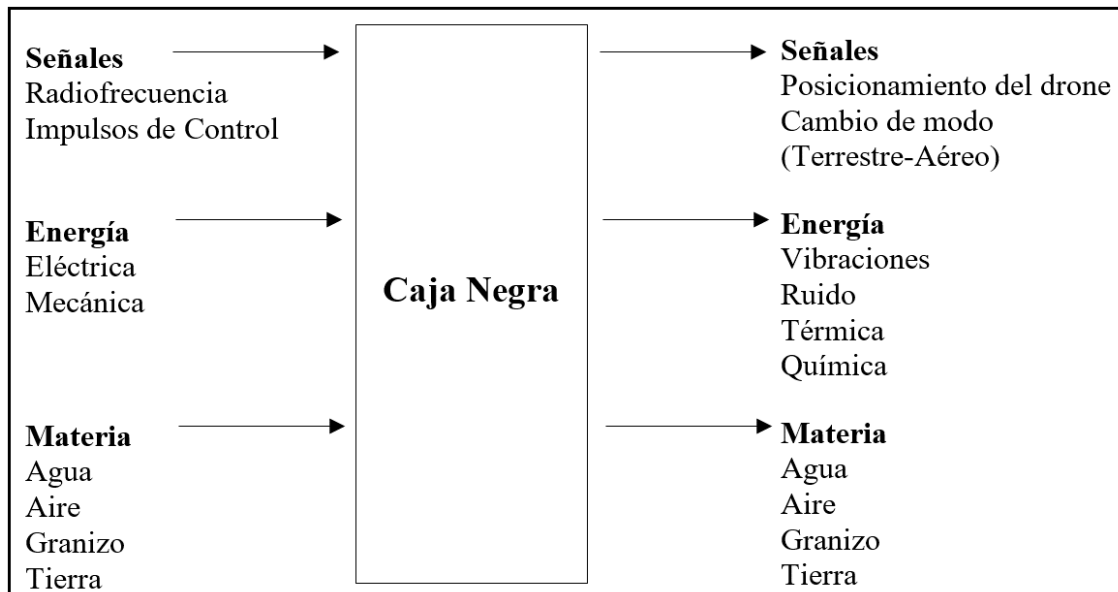 Señales
Radiofrecuencia
Impulsos de Control
Energía
Eléctrica
Mecánica
Materia
Agua
Aire
Granizo
Tierra
Caja Negra
Señales
Posicionamiento del drone
Cambio de modo
(Terrestre-Aéreo)
Energía
Vibraciones
Ruido
Térmica
Química
Materia
Agua
Aire
Granizo
Tierra